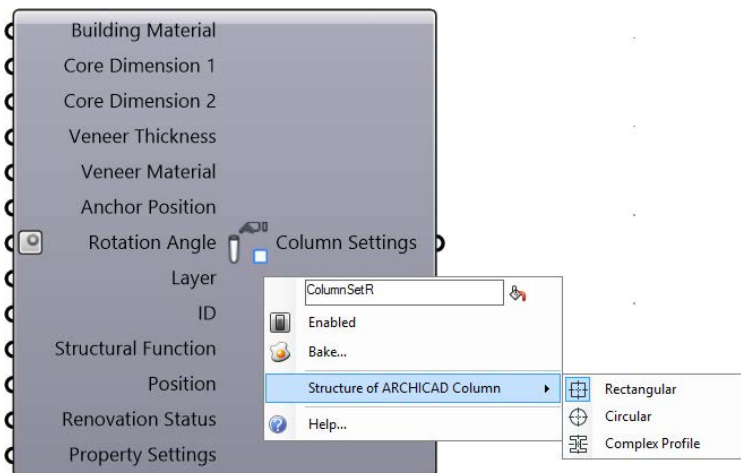 Building Material
Core Dimension 1
Core Dimension 2
Veneer Thickness
Veneer Material
Anchor Position
Rotation Angle
Column Settings
Layer
ID
Structural Function
Position
Renovation Status
Property Settings
ColumnSetR
Enabled
Bake...
Structure of ARCHICAD Column
Help...
Rectangular
Circular
Complex Profile